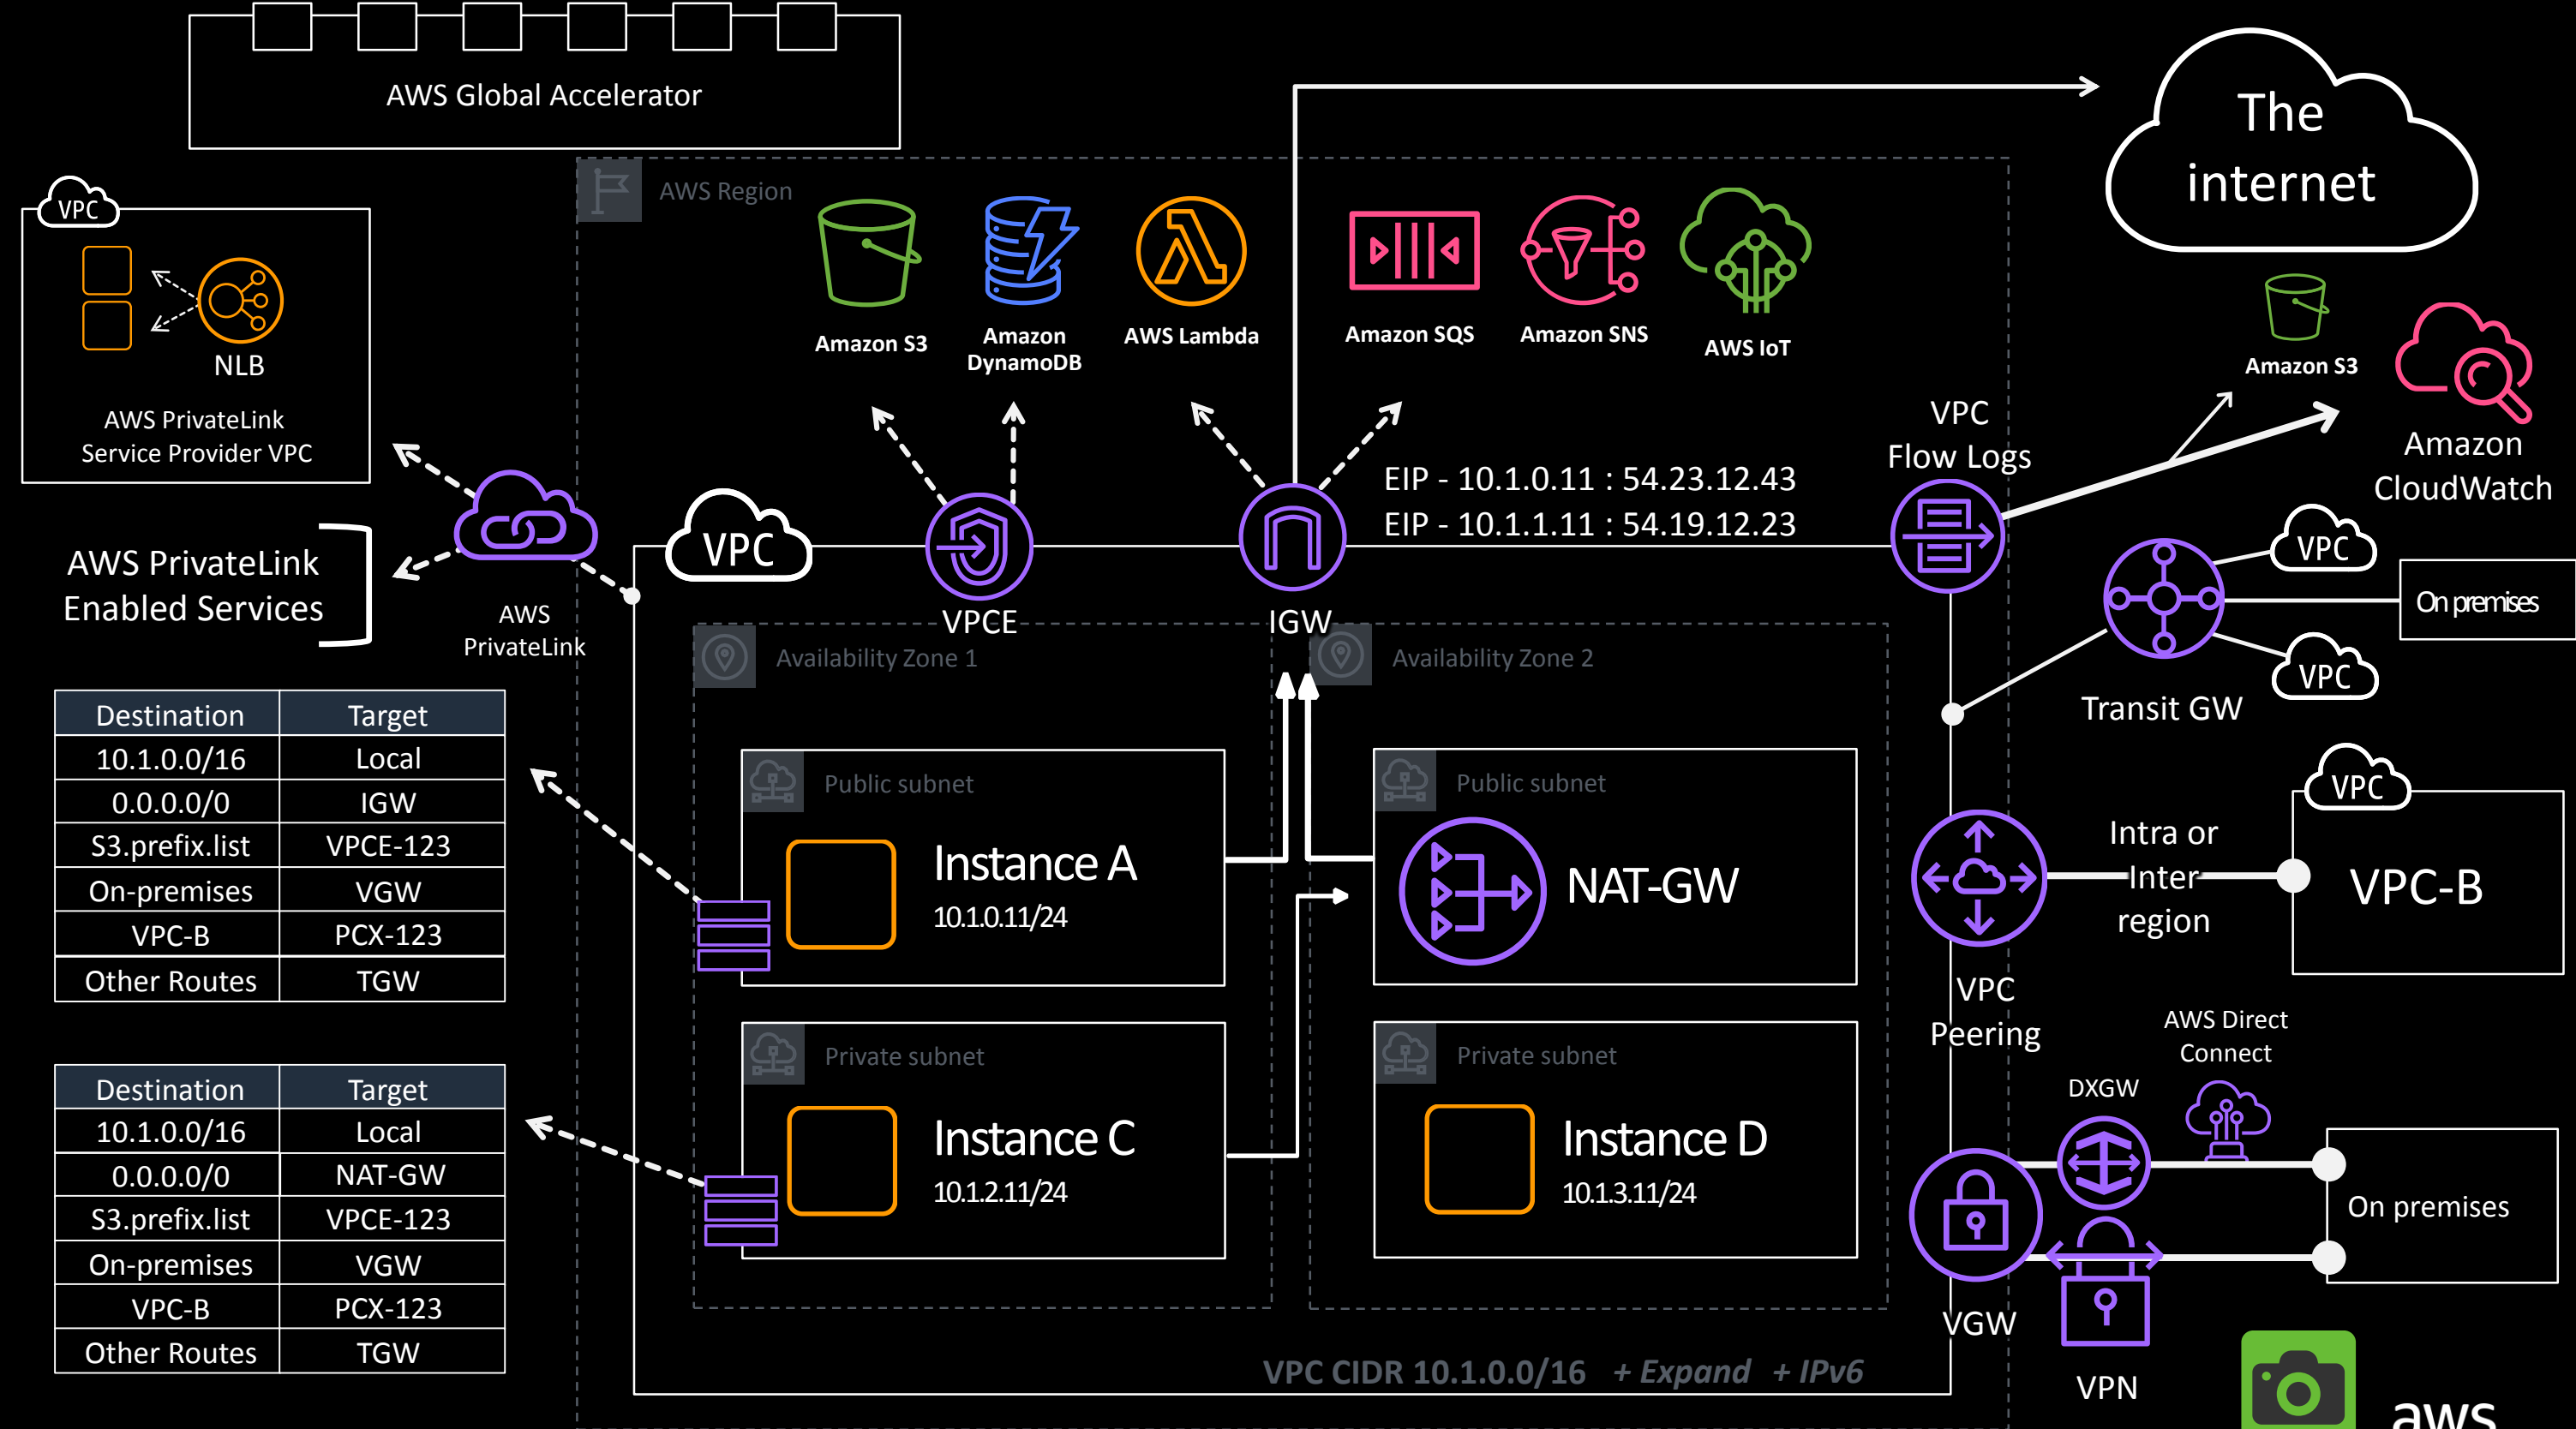 AWS Global Accelerator
AWS Region
The
internet
VPC
NLB
AWS PrivateLink
Service Provider VPC
Amazon S3
Amazon
DynamoDB
AWS Lambda
Amazon SQS
Amazon SNS
AWS IoT
Amazon S3
Amazon
CloudWatch
VPC
Flow Logs
EIP - 10.1.0.11 : 54.23.12.43
EIP - 10.1.1.11 : 54.19.12.23
AWS PrivateLink
Enabled Services
AWS
PrivateLink
VPC
VPCE
IGW
VPC
On premises
VPC
Transit GW
Availability Zone 1
Availability Zone 2
Destination Target
10.1.0.0/16 Local
0.0.0.0/0 IGW
S3.prefix.list VPCE-123
On-premises VGW
VPC-B PCX-123
Other Routes TGW
Public subnet
Instance A
10.1.0.11/24
Public subnet
NAT-GW
VPC
Peering
Intra or
Inter
region
VPC
VPC-B
Destination Target
10.1.0.0/16 Local
0.0.0.0/0 NAT-GW
S3.prefix.list VPCE-123
On-premises VGW
VPC-B PCX-123
Other Routes TGW
Private subnet
Instance C
10.1.2.11/24
Private subnet
Instance D
10.1.3.11/24
AWS Direct
Connect
DXGW
On premises
VGW
VPN
VPC CIDR 10.1.0.0/16 + Expand + IPv6
aws